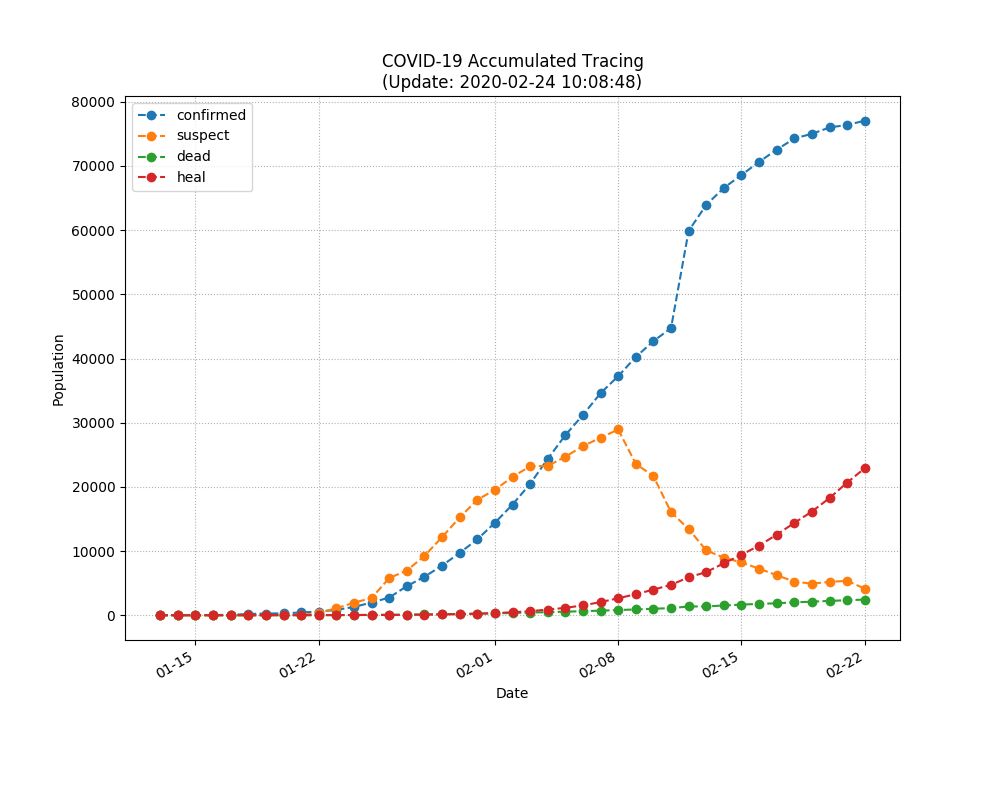 COVID-19 Accumulated Tracing
(Update: 2020-02-24 10:08:48)
80000
70000
60000
50000
40000
30000
20000
10000
0
Population
confirmed
suspect
dead
heal
01-15
01-22
02-01
02-08
02-15
02-22
Date